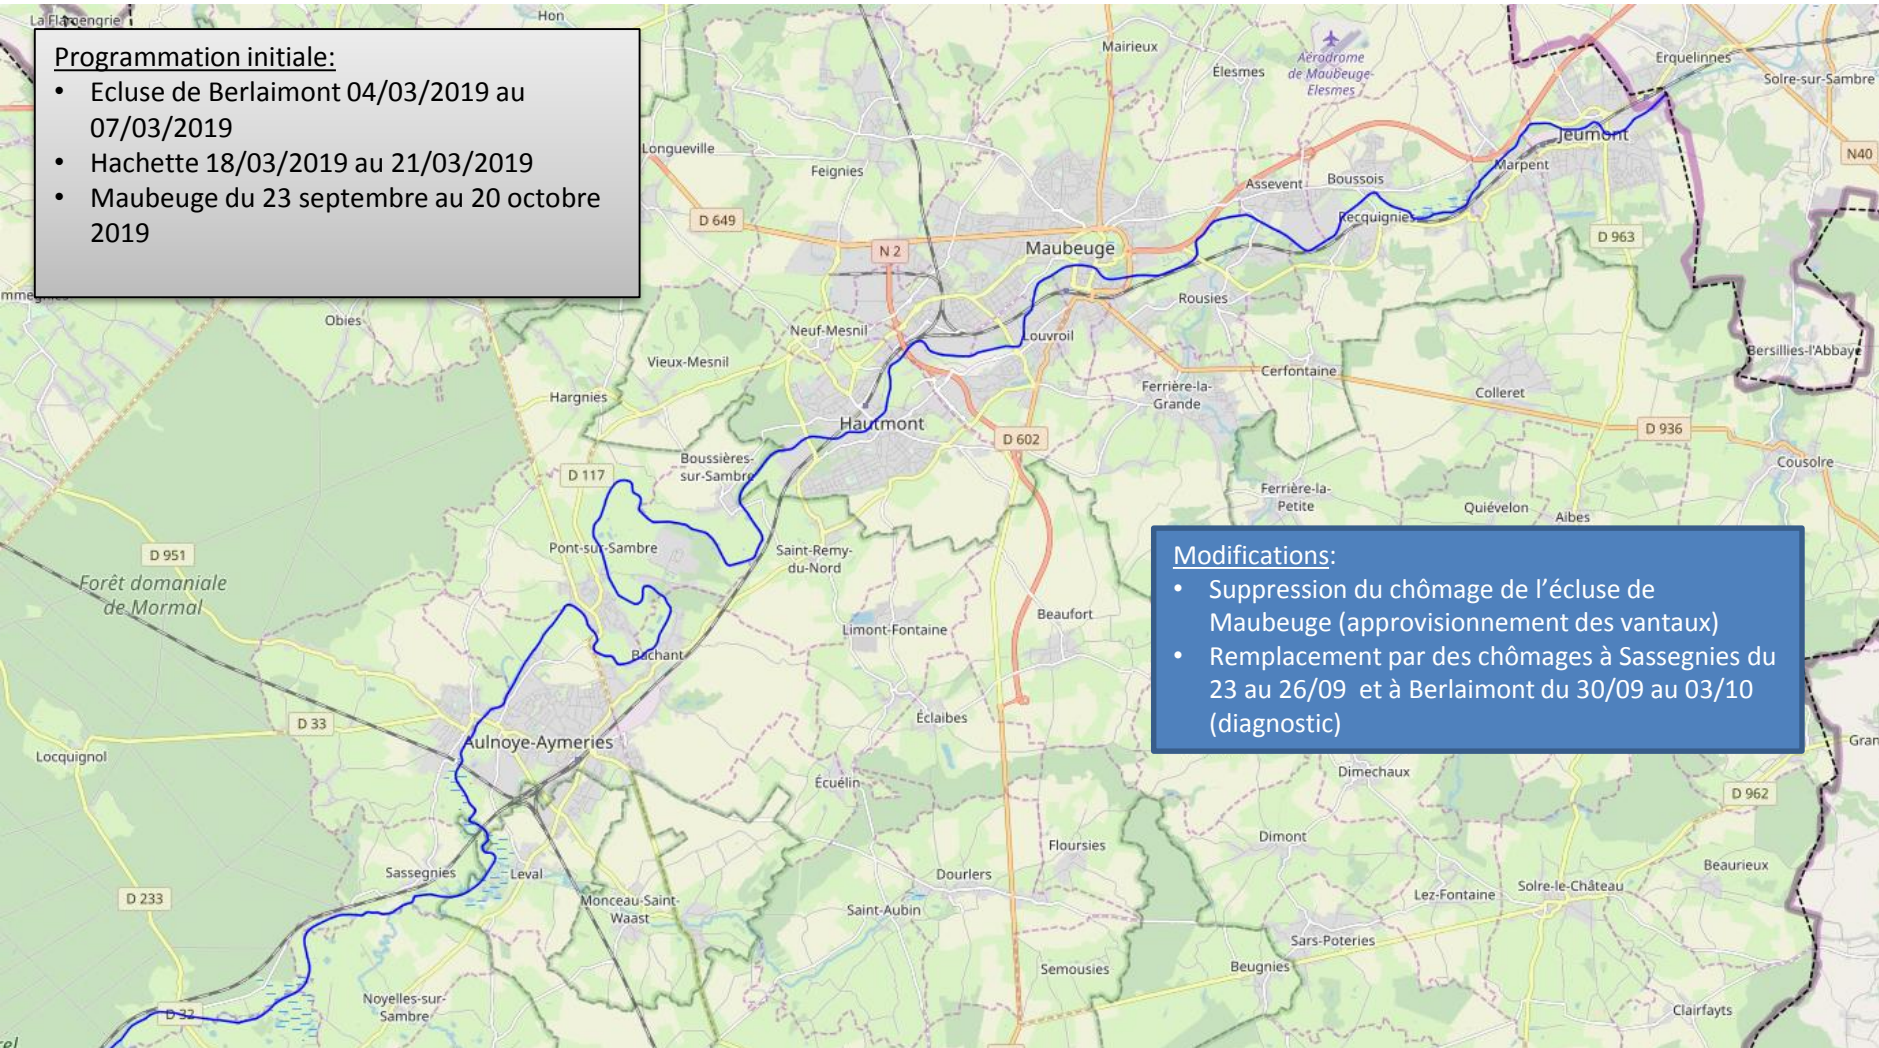 La Flamengrie
Hon
Programmation initiale:
• Ecluse de Berlaimont 04/03/2019 au
07/03/2019
• Hachette 18/03/2019 au 21/03/2019
• Maubeuge du 23 septembre au 20 octobre
2019
Mairieux
Élesmes
Aérodrome
de Maubeuge-
Elesmes
Erquelinnes
Solre-sur-Sambre
Jeumont
N40
Marpent
Longueville
Feignies
Assevent
Boussois
Recquignies
D 649
N 2
Maubeuge
D 963
Rousies
Obies
Neuf-Mesnil
Louvroil
Vieux-Mesnil
Bersillies-l'Abbaye
Cerfontaine
Ferrière-la-
Grande
Colleret
Hargnies
Hautmont
D 602
D 936
Boussières-
sur-Sambre
D 117
Cousolre
Ferrière-la-
Petite
Quiévelon
Aibes
D 951
Pont-sur-Sambre
Saint-Remy-
du-Nord
Forêt domaniale
de Mormal
Modifications:
• Suppression du chômage de l’écluse de
Maubeuge (approvisionnement des vantaux)
• Remplacement par des chômages à Sassegnies du
23 au 26/09 et à Berlaimont du 30/09 au 03/10
(diagnostic)
Beaufort
Limont-Fontaine
Bachant
D 33
Éclaibes
Aulnoye-Aymeries
Locquignol
Gran
Écuélin
Dimechaux
D 962
Dimont
Floursies
Sassegnies
Leval
Dourlers
Beaurieux
D 233
Monceau-Saint-
Waast
Lez-Fontaine
Solre-le-Château
Saint-Aubin
Sars-Poteries
Semousies
Beugnies
Noyelles-sur-
Sambre
D 32
Clairfayts